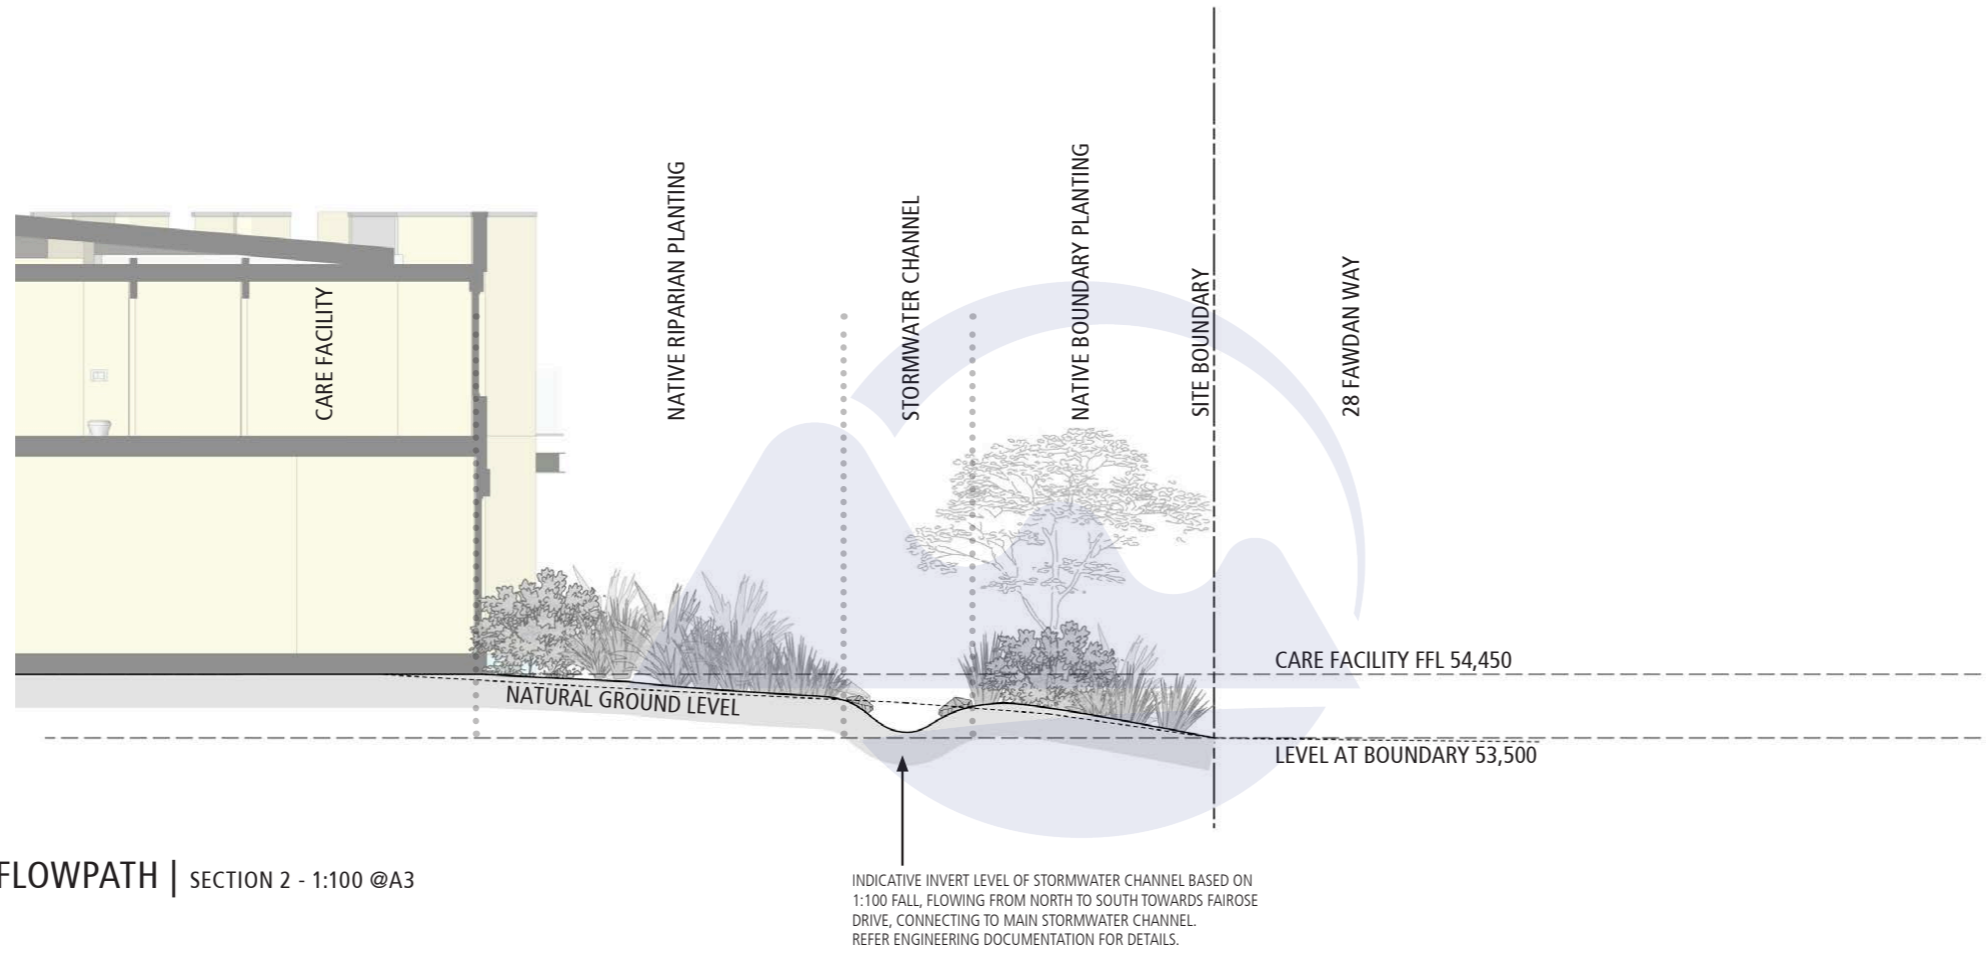 CARE FACILITY
NATIVE RIPARIAN PLANTING
STORMWATER CHANNEL
NATIVE BOUNDARY PLANTING
SITE BOUNDARY
28 FAWDAN WAY
CARE FACILITY FFL 54,450
NATURAL GROUND LEVEL
LEVEL AT BOUNDARY 53,500
FLOWPATH | SECTION 2 - 1:100 @A3
INDICATIVE INVERT LEVEL OF STORMWATER CHANNEL BASED ON
1:100 FALL, FLOWING FROM NORTH TO SOUTH TOWARDS FAIROSE
DRIVE, CONNECTING TO MAIN STORMWATER CHANNEL.
REFER ENGINEERING DOCUMENTATION FOR DETAILS.